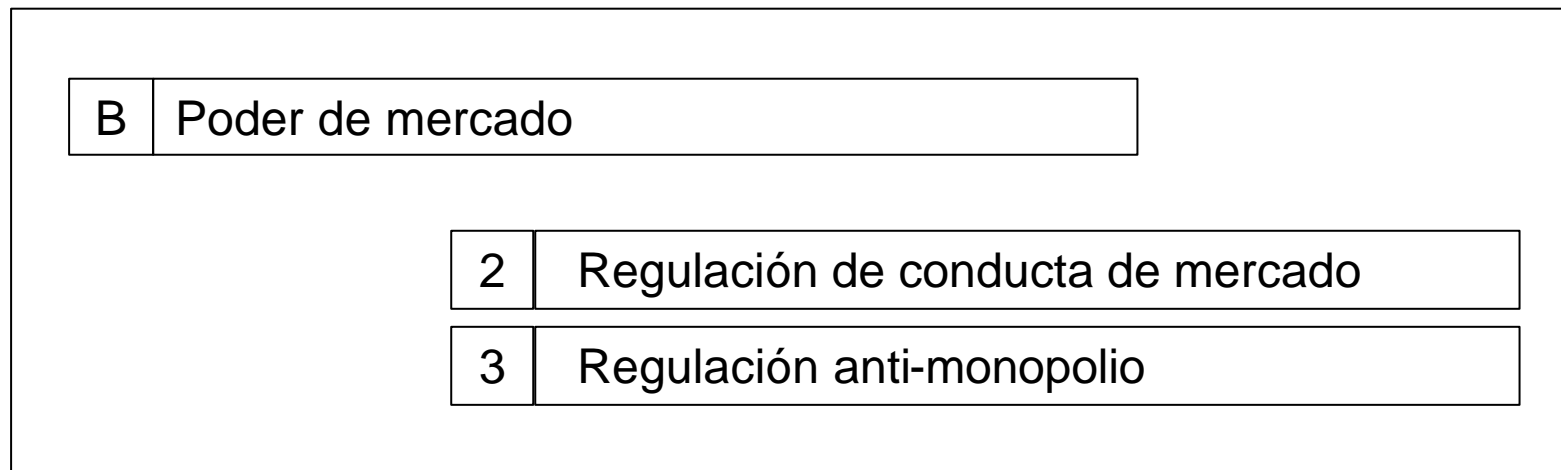 B Poder de mercado
2 Regulación de conducta de mercado
3 Regulación anti-monopolio